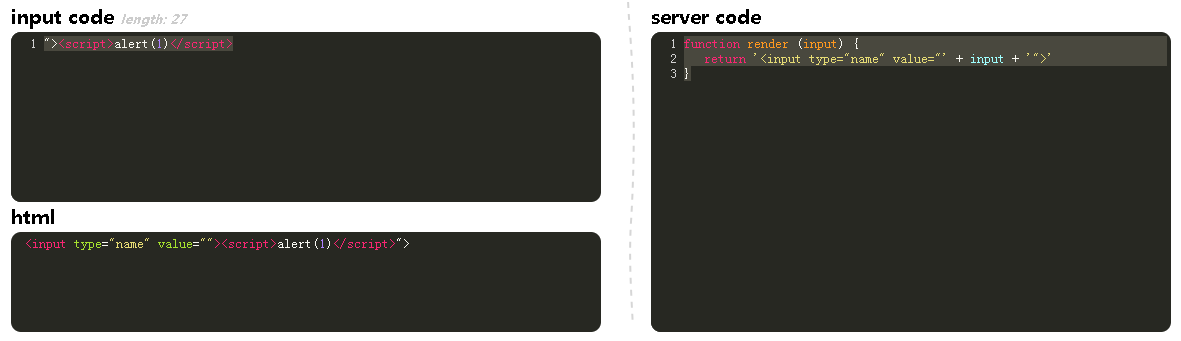 input code length: 27
1 "><script>alert(1)</script>
html
<input type="name" value=""><script>alert(1)</script>">
server code
1 function render (input) {
2 return '<input type="name" value="' + input + '">'
3 }